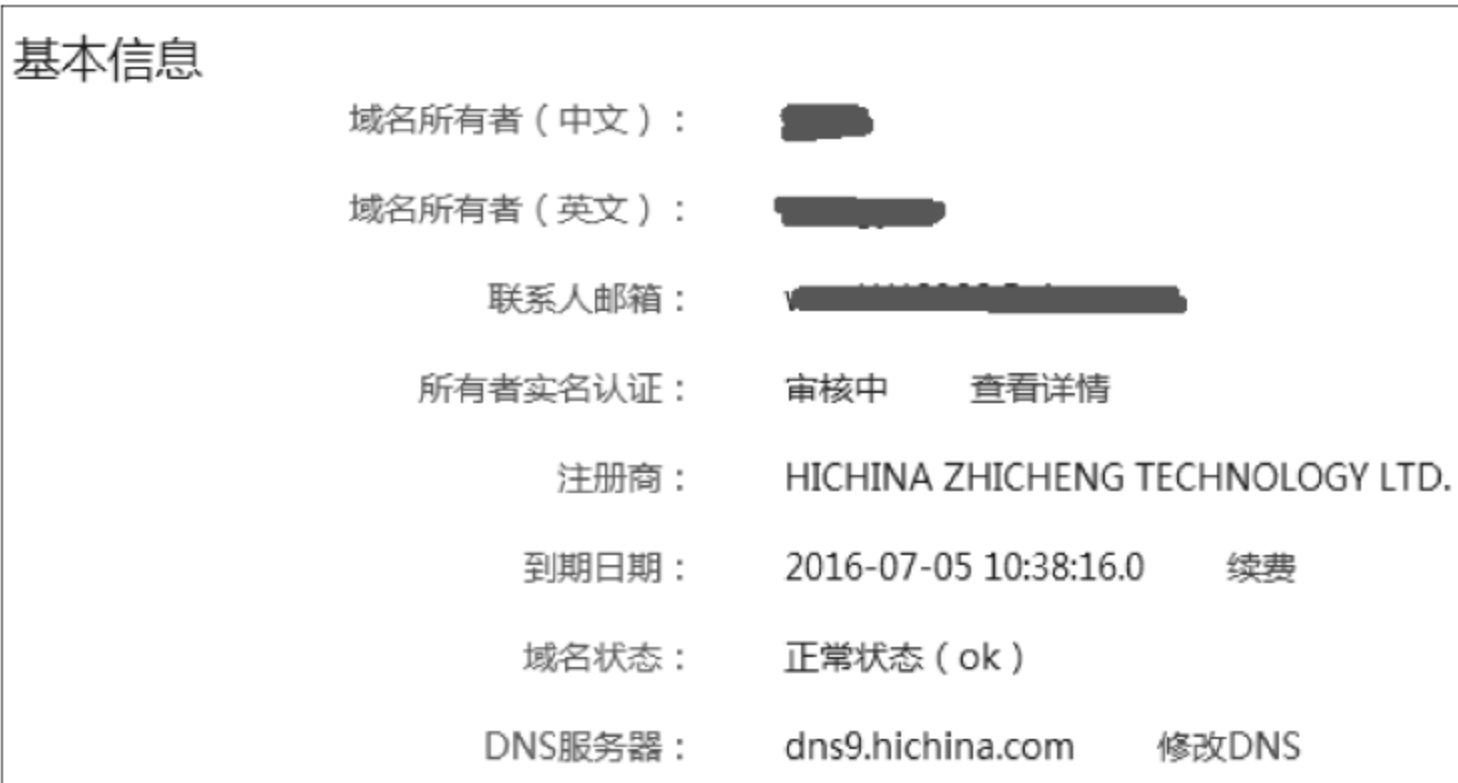 基本信息
域名所有者（中文）：
域名所有者（英文）：
联系人邮箱：
所有者实名认证： 审核中 查看详情
注册商： HICHINA ZHICHENG TECHNOLOGY LTD.
到期日期： 2016-07-05 10:38:16.0 续费
域名状态： 正常状态（ok）
DNS服务器： dns9.hichina.com 修改DNS